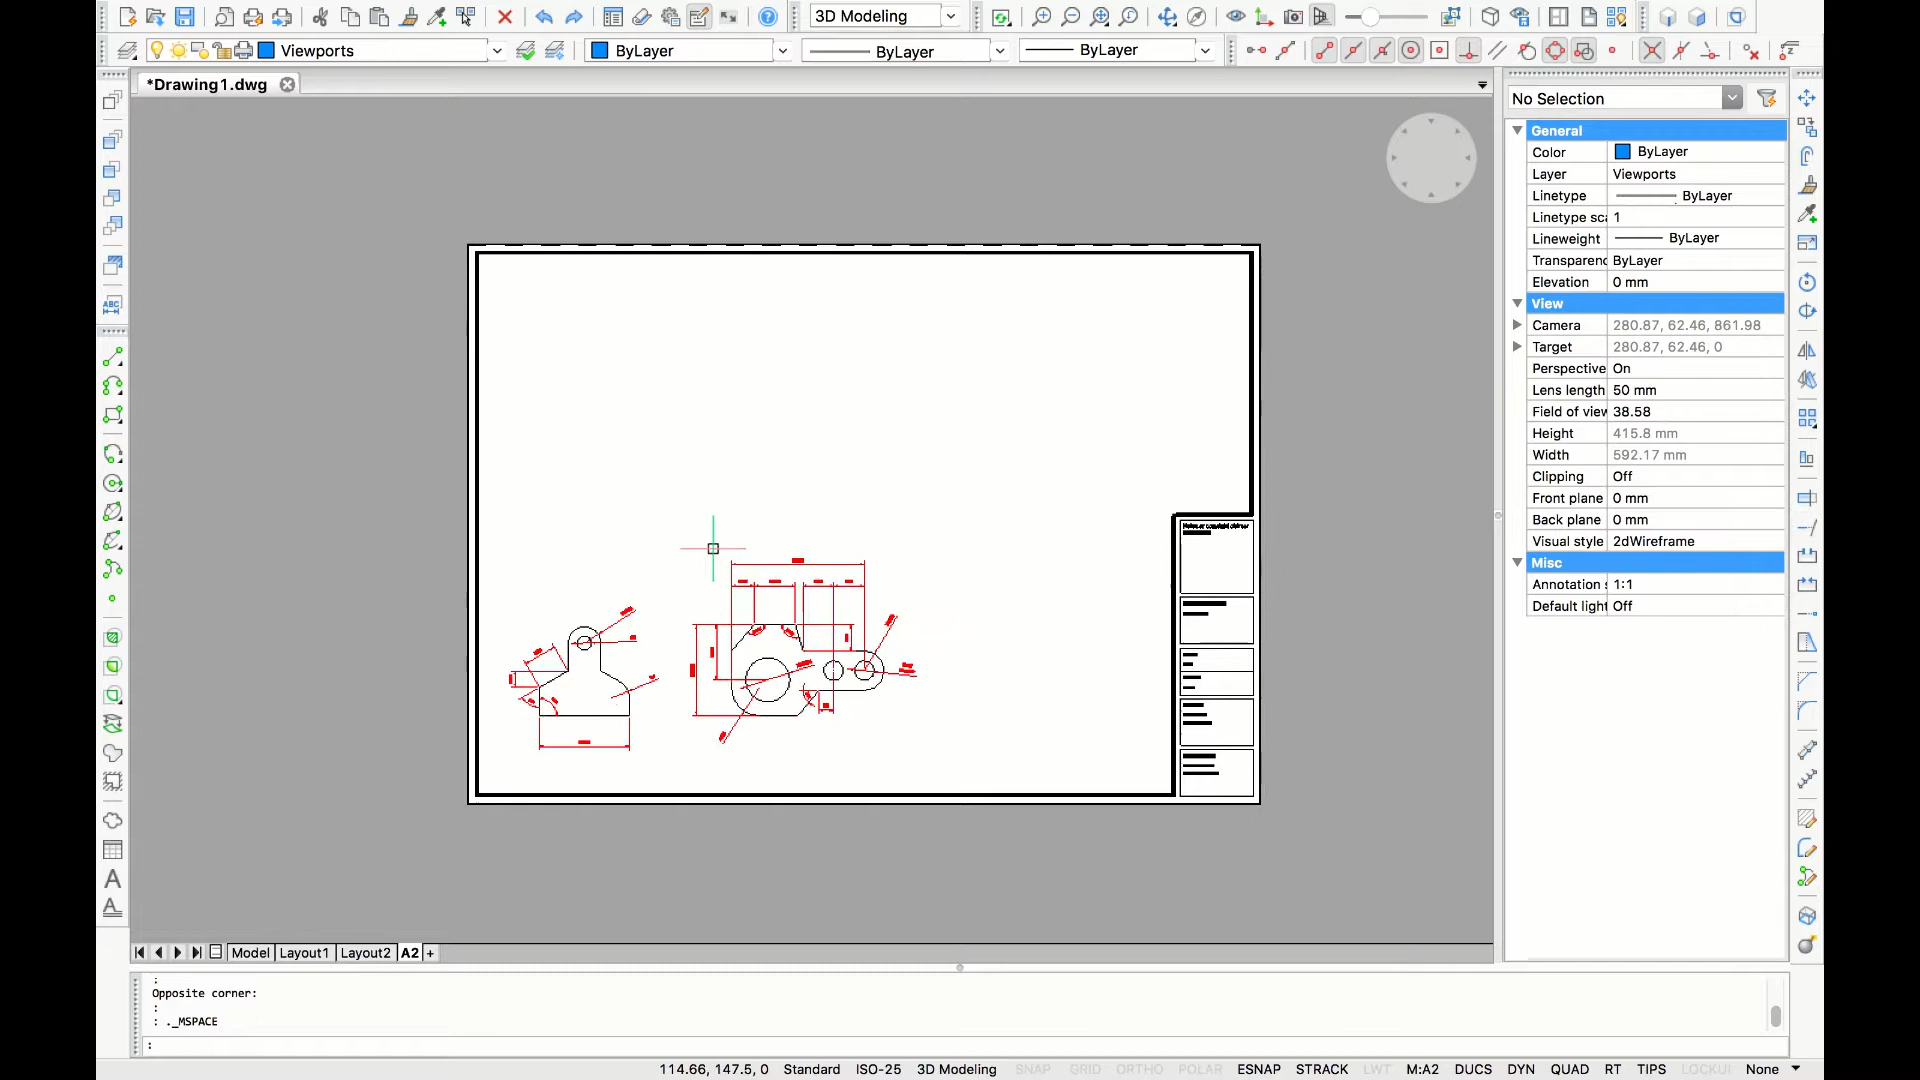 3D Modeling
Viewports
ByLayer
ByLayer
ByLayer
*Drawing1.dwg
No Selection
General
Color ByLayer
Layer Viewports
Linetype ByLayer
Linetype sca 1
Lineweight ByLayer
Transparenc ByLayer
Elevation 0 mm
View
Camera 280.87, 62.46, 861.98
Target 280.87, 62.46, 0
Perspective On
Lens length 50 mm
Field of view 38.58
Height 415.8 mm
Width 592.17 mm
Clipping Off
Front plane 0 mm
Back plane 0 mm
Visual style 2dWireframe
Misc
Annotation s 1:1
Default light Off
ABC
A
A
Model Layout1 Layout2 A2 +
:
Opposite corner:
:
: ._MSPACE
:
114.66, 147.5, 0 Standard ISO-25 3D Modeling SNAP GRID ORTHO POLAR ESNAP STRACK LWT M:A2 DUCS DYN QUAD RT TIPS LOCKUI None